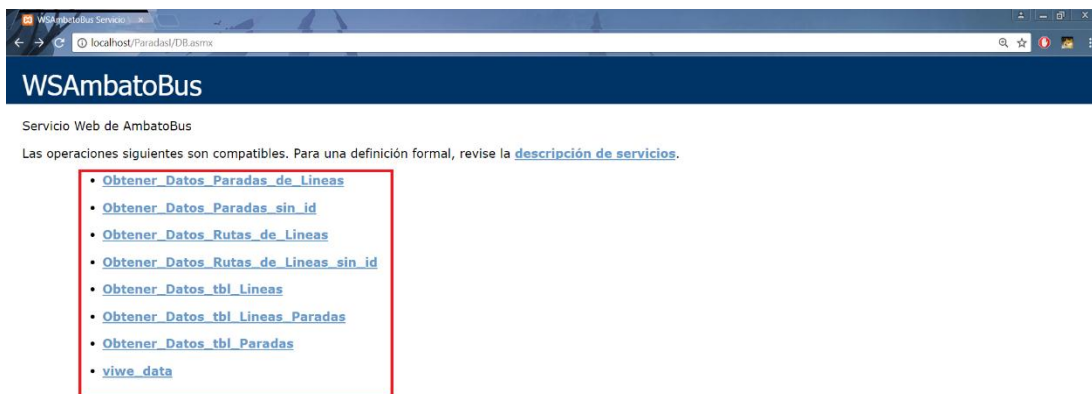 WSAmbatoBus Servicio
localhost/ParadasI/DB.asmx
WSAmbatoBus
Servicio Web de AmbatoBus
Las operaciones siguientes son compatibles. Para una definición formal, revise la descripción de servicios.
• Obtener_Datos_Paradas_de_Lineas
• Obtener_Datos_Paradas_sin_id
• Obtener_Datos_Rutas_de_Lineas
• Obtener_Datos_Rutas_de_Lineas_sin_id
• Obtener_Datos_tbl_Lineas
• Obtener_Datos_tbl_Lineas_Paradas
• Obtener_Datos_tbl_Paradas
• viwe_data